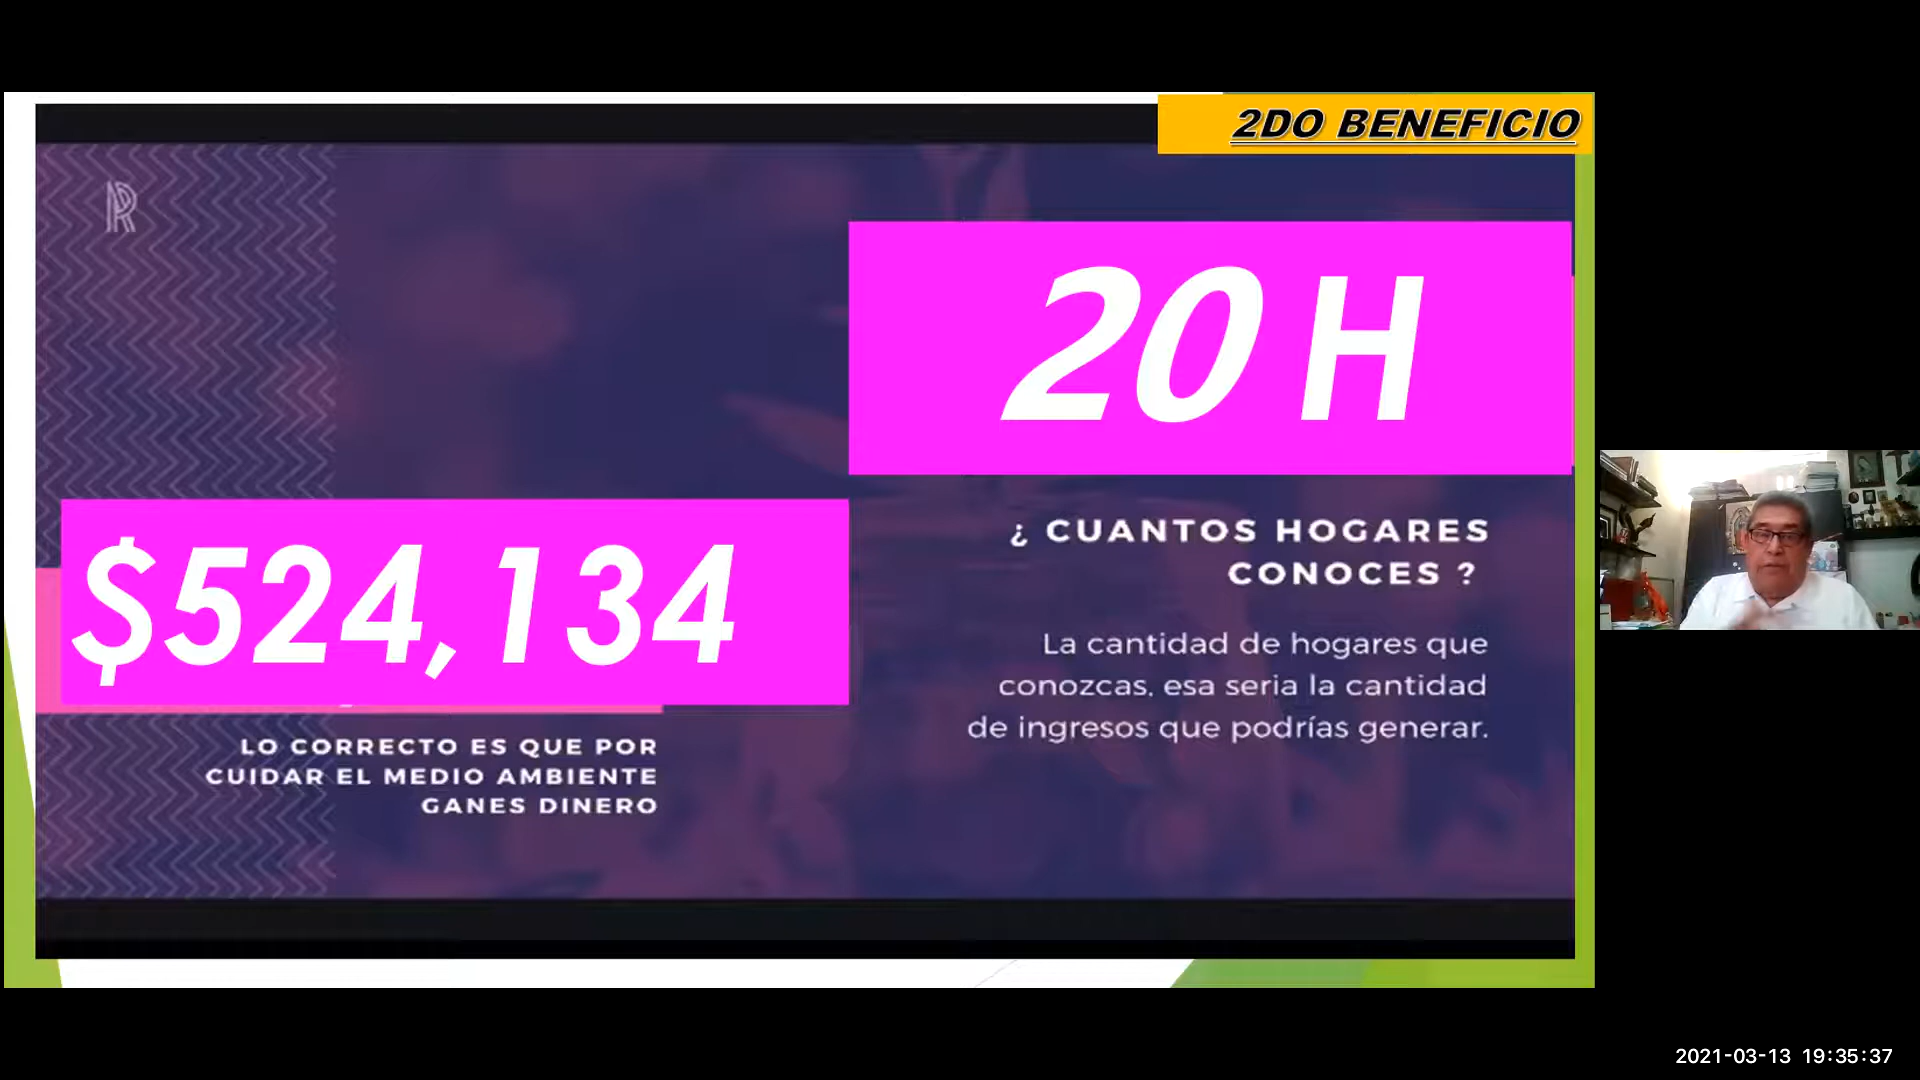 2DO BENEFICIO
20 H
$524,134
¿ CUANTOS HOGARES
CONOCES ?
La cantidad de hogares que
conozcas, esa seria la cantidad
de ingresos que podrías generar.
LO CORRECTO ES QUE POR
CUIDAR EL MEDIO AMBIENTE
GANES DINERO
2021-03-13 19:35:37